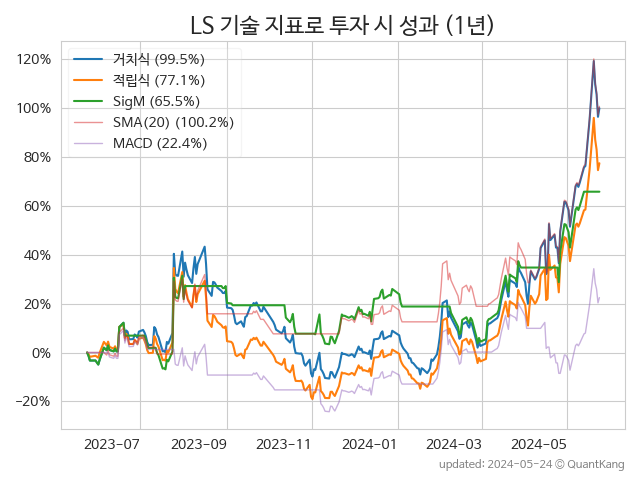 LS 기술 지표로 투자 시 성과 (1년)
120%
100%
80%
60%
40%
20%
0%
−20%
거치식 (99.5%)
적립식 (77.1%)
SigM (65.5%)
SMA(20) (100.2%)
MACD (22.4%)
2023-07 2023-09 2023-11 2024-01 2024-03 2024-05
updated: 2024-05-24 © QuantKang